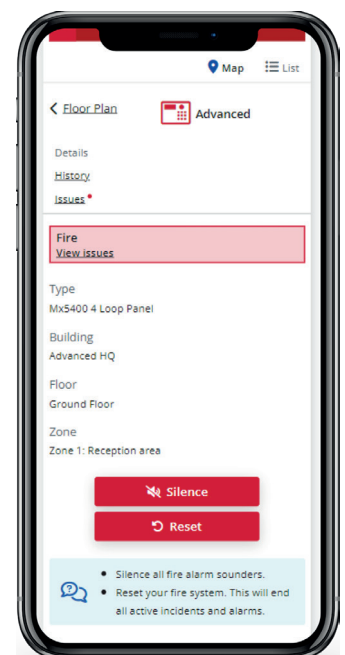 Map
List
Floor Plan
Advanced
Details
History
Issues
Fire
View issues
Type
Mx5400 4 Loop Panel
Building
Advanced HQ
Floor
Ground Floor
Zone
Zone 1: Reception area
Silence
Reset
• Silence all fire alarm sounders.
• Reset your fire system. This will end
all active incidents and alarms.